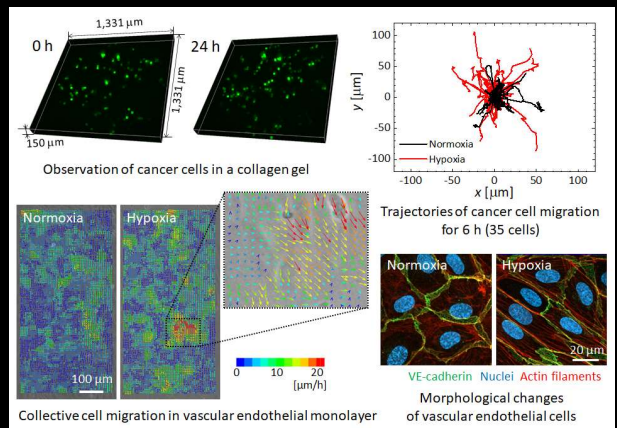 0 h
1,331 μm
24 h
1,331 μm
150 μm
Observation of cancer cells in a collagen gel
100
50
0
-50
-100
y [μm]
Normoxia
Hypoxia
-100 -50 0 50 100
x [μm]
Trajectories of cancer cell migration
for 6 h (35 cells)
Normoxia
Hypoxia
100 μm
0 10 20
[μm/h]
Collective cell migration in vascular endothelial monolayer
Normoxia
Hypoxia
20 μm
VE-cadherin Nuclei Actin filaments
Morphological changes
of vascular endothelial cells